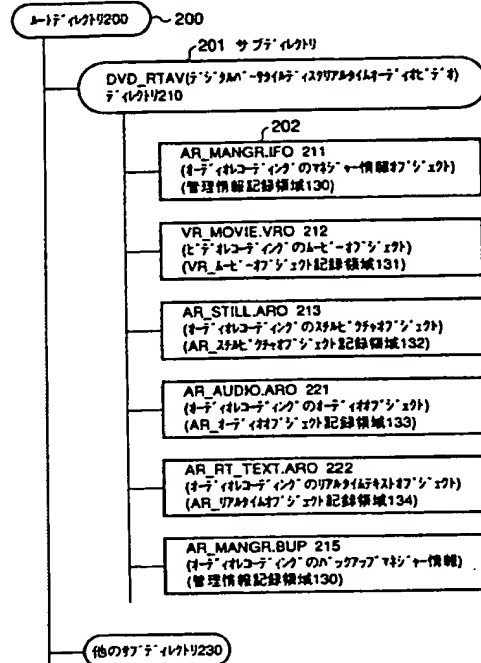 ルートディレクトリ200
200
201 サブディレクトリ
DVD_RTAV(デジタルバーサタイルディスクリアルタイムオーディオビデオ)
ディレクトリ210
202
AR_MANGR.IFO 211
(オーディオレコーディングのマネジャー情報オブジェクト)
(管理情報記録領域130)
VR_MOVIE.VRO 212
(ビデオレコーディングのムービーオブジェクト)
(VR_ムービーオブジェクト記録領域131)
AR_STILL.ARO 213
(オーディオレコーディングのスチルピクチャオブジェクト)
(AR_スチルピクチャオブジェクト記録領域132)
AR_AUDIO.ARO 221
(オーディオレコーディングのオーディオオブジェクト)
(AR_オーディオオブジェクト記録領域133)
AR_RT_TEXT.ARO 222
(オーディオレコーディングのリアルタイムテキストオブジェクト)
(AR_リアルタイムオブジェクト記録領域134)
AR_MANGR.BUP 215
(オーディオレコーディングのバックアップマネジャー情報)
(管理情報記録領域130)
他のサブディレクトリ230